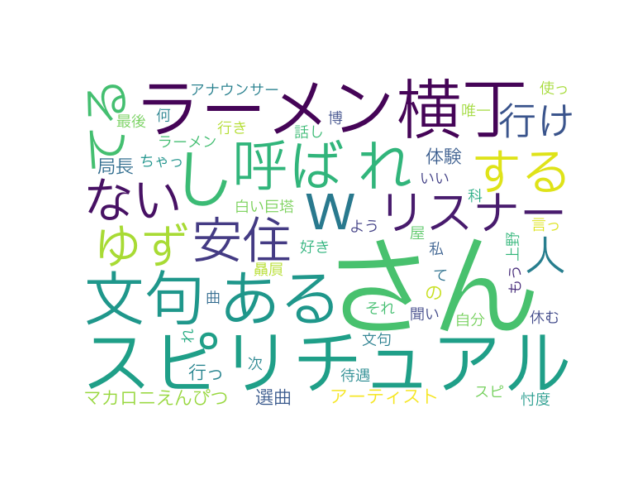 アナウンサー
使っ
ラーメン横丁
唯一
る
最後
何
行き
博
行け
ラーメン
話し
て
局長
ちゃっ
し
呼ば
れ
体験
いい
する
ない
白い巨塔
w
よう
リスナー
科
言っ
ゆず
安住
好き
屋
私
上野
人
贔屓
文句
ある
さん
て
の
もう
曲
それ
聞い
自分
休む
スピリチュアル
次
文句
行っ
待遇
マカロニえんぴつ
選曲
アーティスト
スピ
忖度